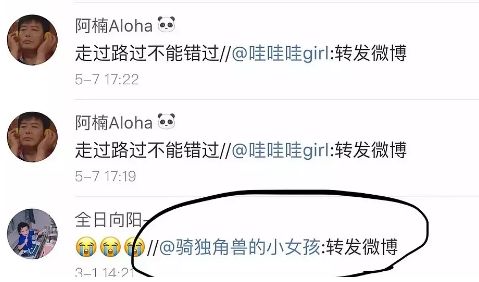 阿楠Aloha🐼
走过路过不能错过//@哇哇哇girl:转发微博
5-7 17:22
阿楠Aloha🐼
走过路过不能错过//@哇哇哇girl:转发微博
5-7 17:19
全日向阳-
😭😭😭//@骑独角兽的小女孩:转发微博
3-1 14:21